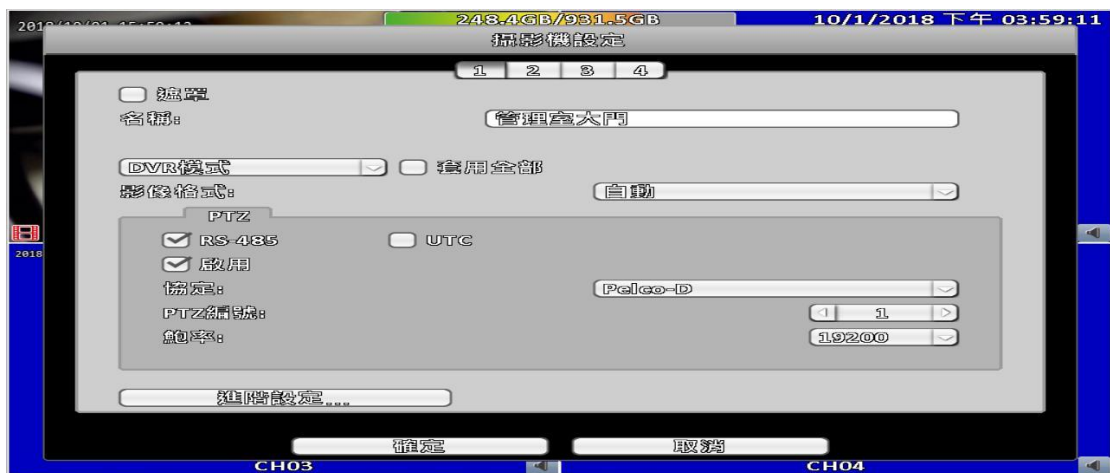 248.4GB/931.5GB
10/1/2018 下午 03:59:11
攝影機設定
1 2 3 4
遮罩
名稱: 管理室大門
DVR模式 套用全部
影像格式: 自動
PTZ
RS-485 UTC
啟用
協定: Pelco-D
PTZ編號: 1
鮑率: 19200
進階設定...
確定 取消
CH03 CH04